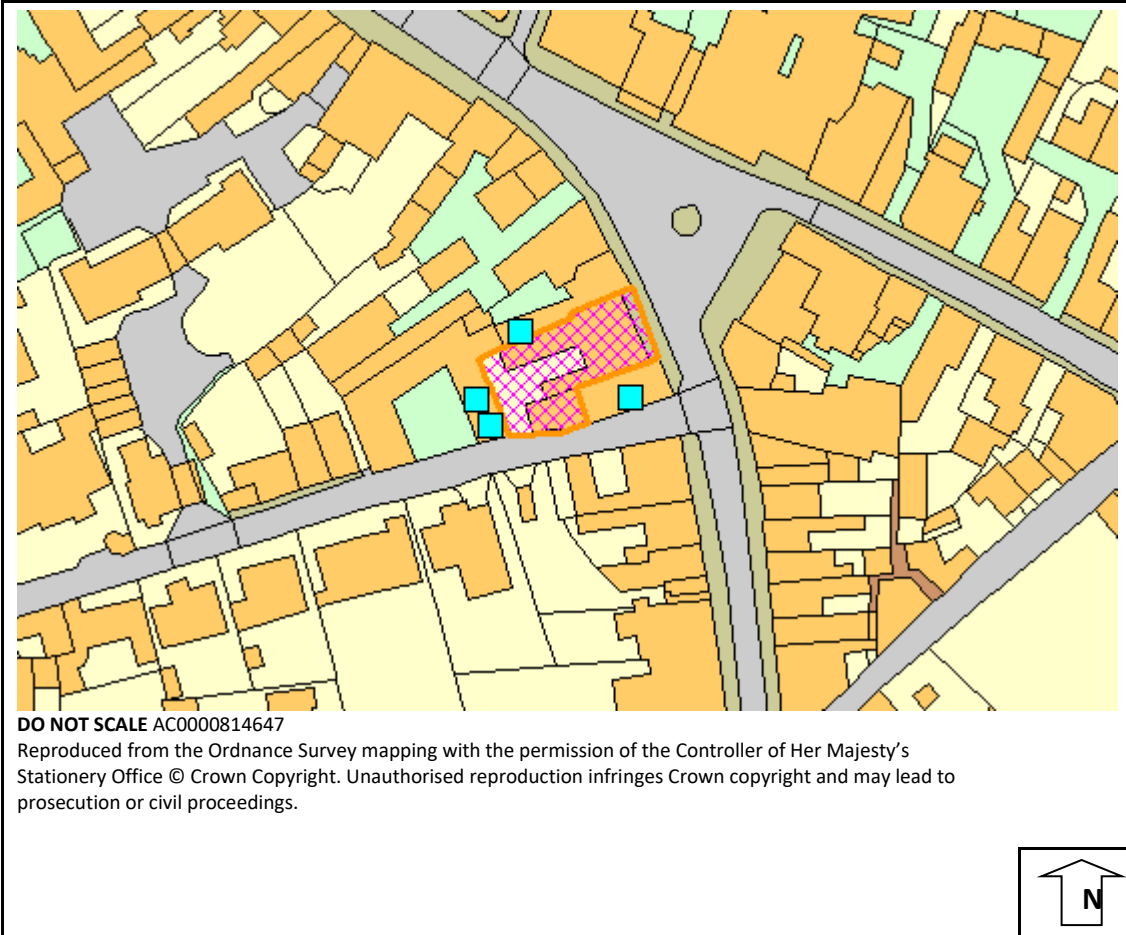 DO NOT SCALE AC0000814647
Reproduced from the Ordnance Survey mapping with the permission of the Controller of Her Majesty’s
Stationery Office © Crown Copyright. Unauthorised reproduction infringes Crown copyright and may lead to
prosecution or civil proceedings.
N